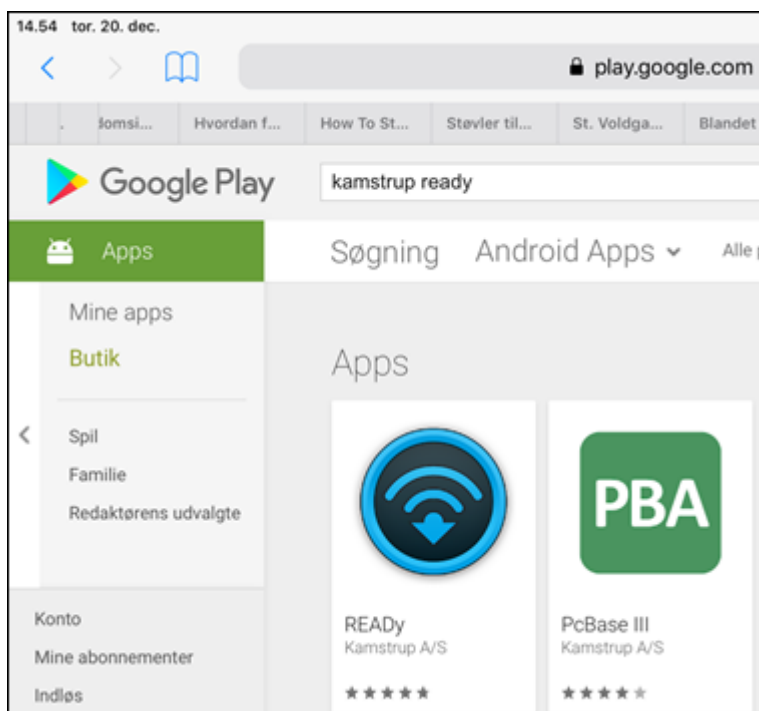 14.54 tor. 20. dec.
play.google.com
Hvordan f... How To St... Støvler til... St. Voldga... Blandet
Google Play
kamstrup ready
Apps
Søgning Android Apps Alle
Mine apps
Butik
Spil
Familie
Redaktørens udvalgte
Konto
Mine abonnementer
Indløs
Apps
PBA
READy
Kamstrup A/S
PcBase III
Kamstrup A/S